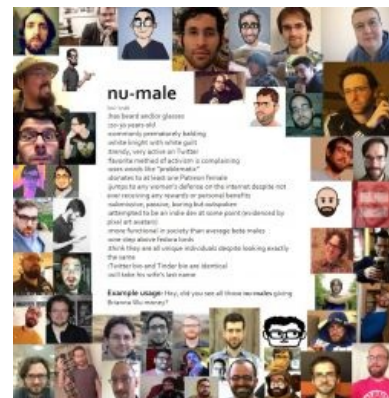 nu-male
-has beard and/or glasses
-20-30 years-old
-commonly prematurely balding
-white knight with white guilt
-trendy, very active on Twitter
-favorite method of activism is complaining
-uses words like "problematic"
-donates to at least one Patreon female
-jumps to any women's defense on the internet despite not
ever receiving any rewards or personal benefits
-submissive, passive, boring but outspoken
-attempted to be an indie dev at some point (evidenced by
pixel art avatars)
-more functional in society than average beta males
-one step above fedora lords
-think they are all unique individuals despite looking exactly
the same
-Twitter bio and Tinder bio are identical
-will take his wife's last name
Example usage: Hey, did you see all those nu-males giving
Brianna Wu money?